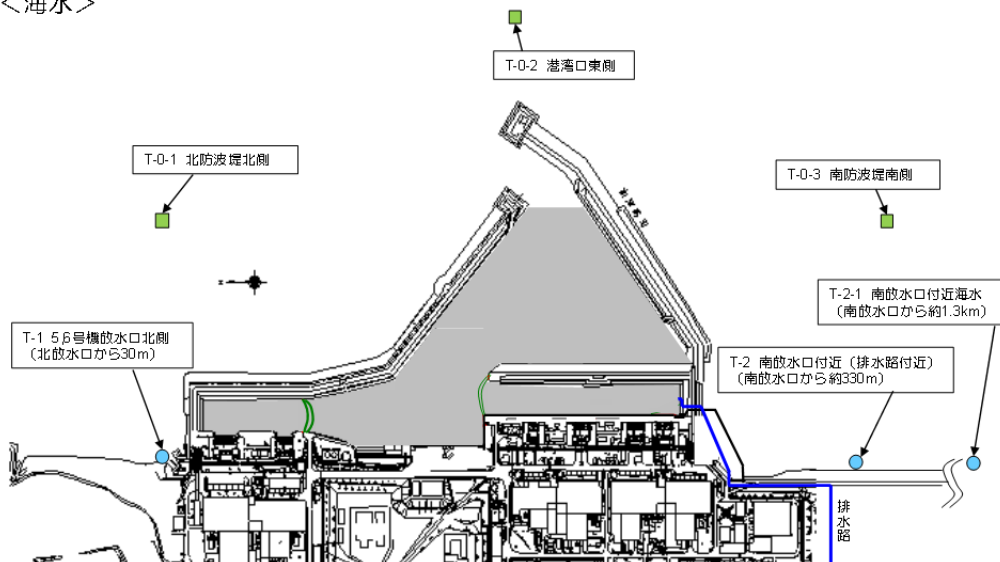 <海水>
T-0-2 港湾口東側
T-0-1 北防波堤北側
T-0-3 南防波堤南側
T-2-1 南放水口付近海水
(南放水口から約1.3km)
T-1 5,6号機放水口北側
(北放水口から30m)
T-2 南放水口付近(排水路付近)
(南放水口から約330m)
排水路